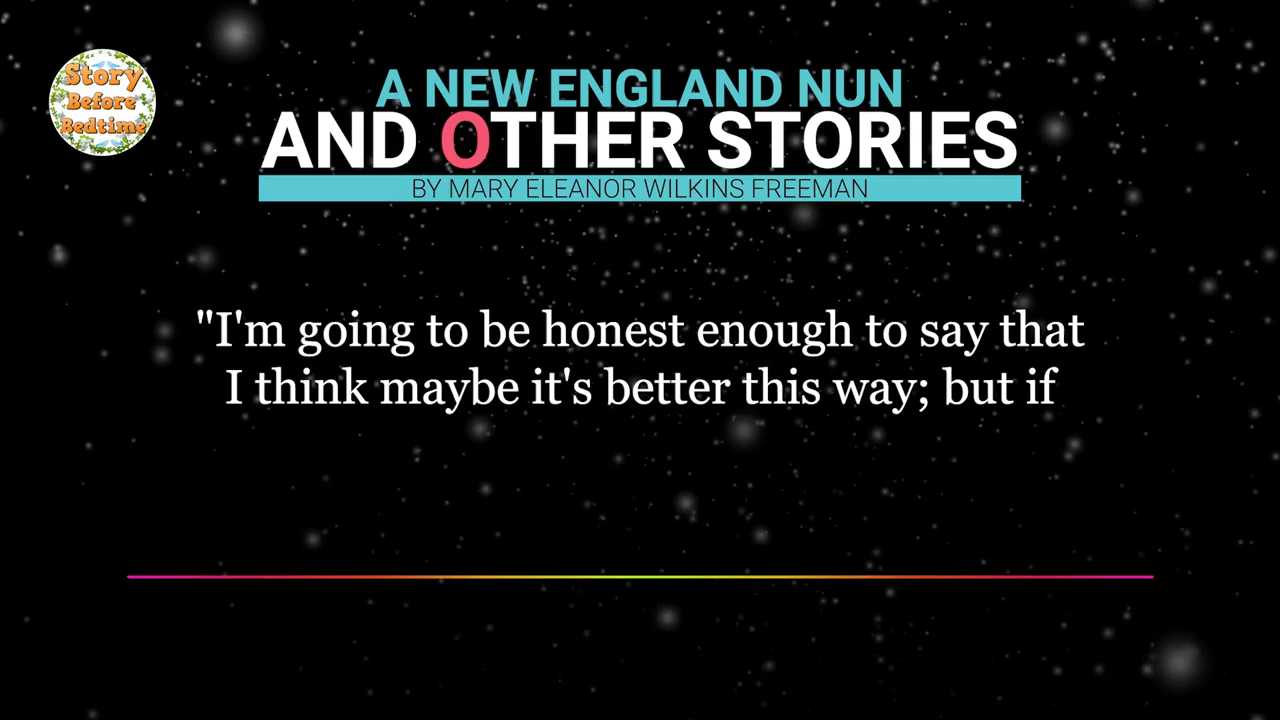 Story
Before
Bedtime
A NEW ENGLAND NUN
AND OTHER STORIES
BY MARY ELEANOR WILKINS FREEMAN
"I'm going to be honest enough to say that
I think maybe it's better this way; but if